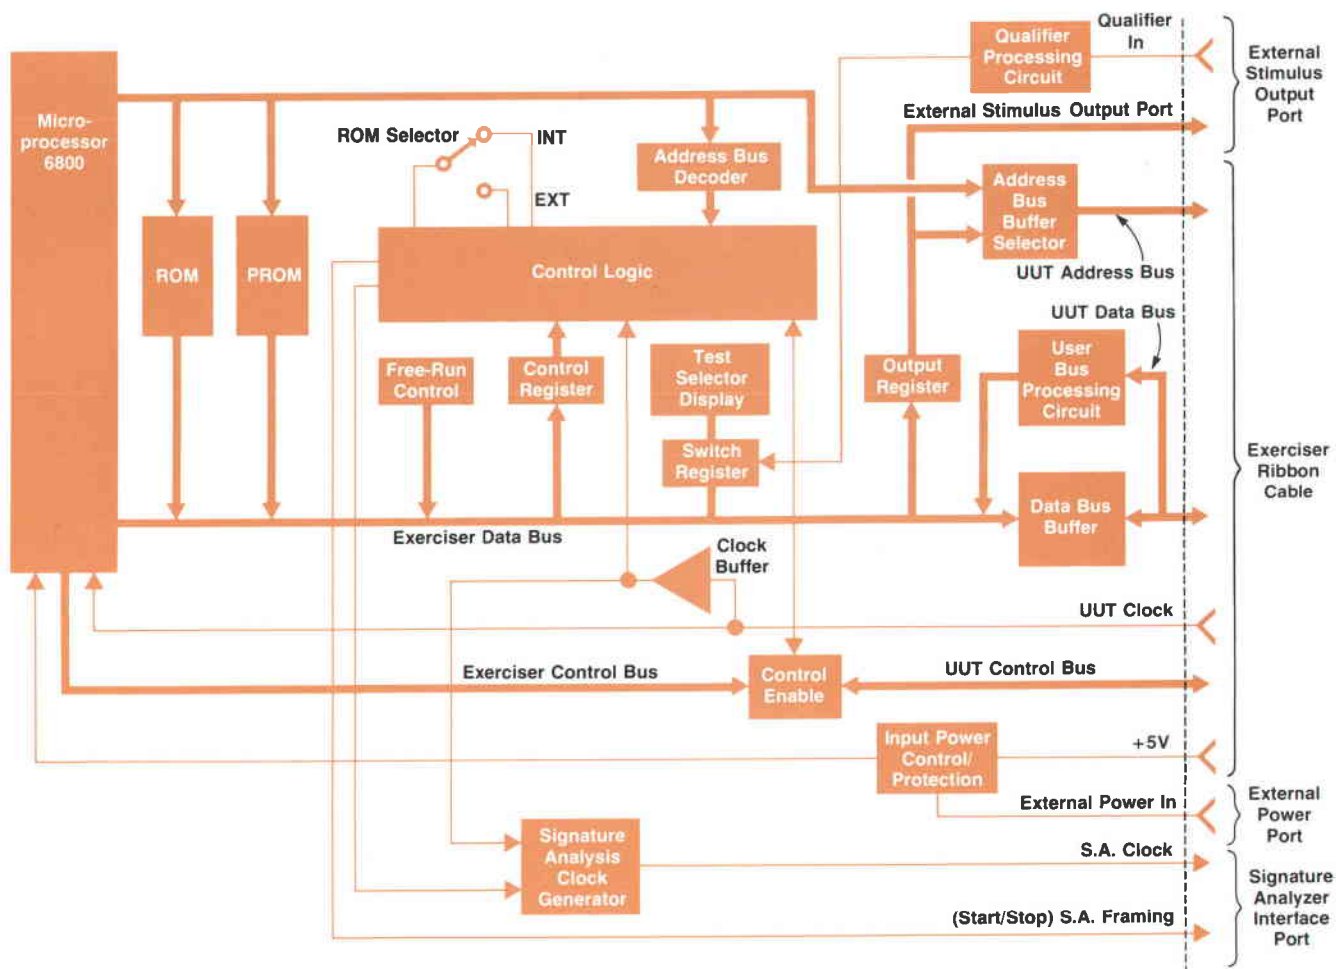 Qualifier
In
Qualifier
Processing
Circuit
External
Stimulus
Output
Port
Micro-
processor
6800
External Stimulus Output Port
ROM Selector
INT
EXT
Address Bus
Decoder
Address
Bus
Buffer
Selector
ROM
PROM
Control Logic
UUT Address Bus
UUT Data Bus
Free-Run
Control
Control
Register
Test
Selector
Display
Output
Register
User
Bus
Processing
Circuit
Switch
Register
Exerciser
Ribbon
Cable
Data Bus
Buffer
Exerciser Data Bus
Clock
Buffer
UUT Clock
Exerciser Control Bus
Control
Enable
UUT Control Bus
Input Power
Control/
Protection
+5V
External Power In
External
Power
Port
Signature
Analysis
Clock
Generator
S.A. Clock
(Start/Stop) S.A. Framing
Signature
Analyzer
Interface
Port